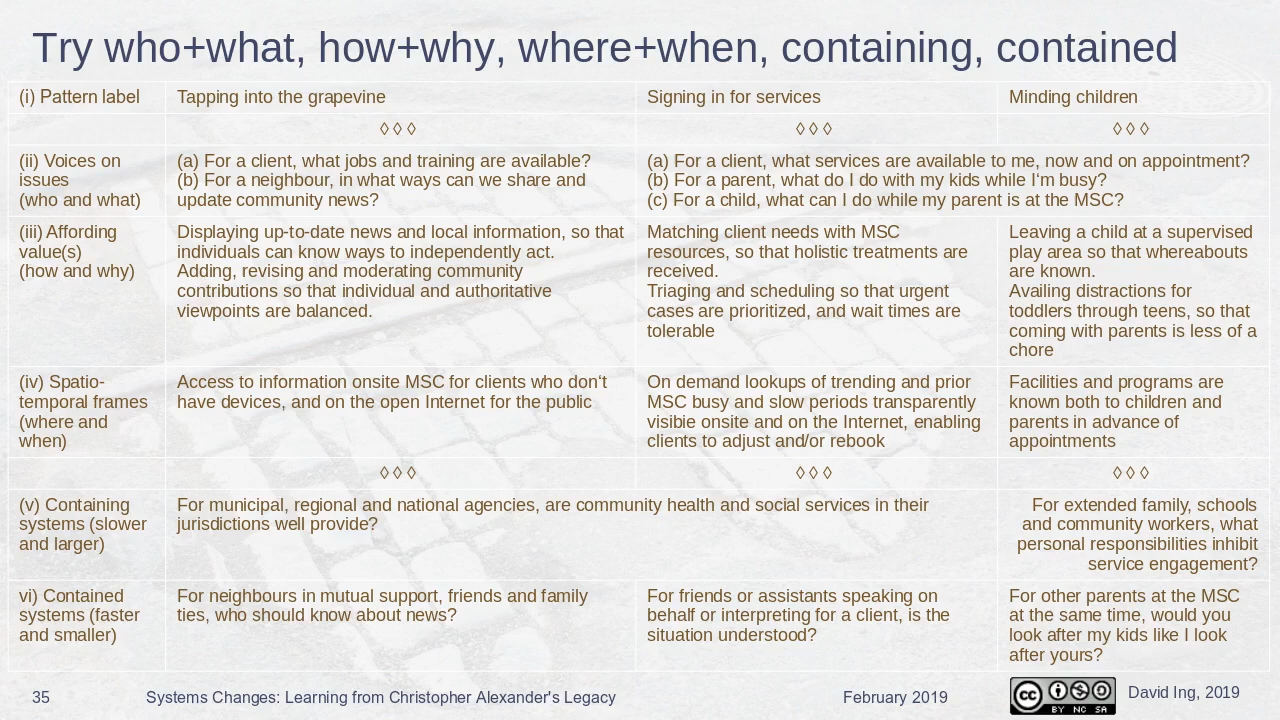 Try who+what, how+why, where+when, containing, contained
(i) Pattern label
Tapping into the grapevine
Signing in for services
Minding children
◊ ◊ ◊
◊ ◊ ◊
◊ ◊ ◊
(ii) Voices on
issues
(who and what)
(a) For a client, what jobs and training are available?
(b) For a neighbour, in what ways can we share and
update community news?
(a) For a client, what services are available to me, now and on appointment?
(b) For a parent, what do I do with my kids while I‘m busy?
(c) For a child, what can I do while my parent is at the MSC?
(iii) Affording
value(s)
(how and why)
Displaying up-to-date news and local information, so that
individuals can know ways to independently act.
Adding, revising and moderating community
contributions so that individual and authoritative
viewpoints are balanced.
Matching client needs with MSC
resources, so that holistic treatments are
received.
Triaging and scheduling so that urgent
cases are prioritized, and wait times are
tolerable
Leaving a child at a supervised
play area so that whereabouts
are known.
Availing distractions for
toddlers through teens, so that
coming with parents is less of a
chore
(iv) Spatio-
temporal frames
(where and
when)
Access to information onsite MSC for clients who don‘t
have devices, and on the open Internet for the public
On demand lookups of trending and prior
MSC busy and slow periods transparently
visibie onsite and on the Internet, enabling
clients to adjust and/or rebook
Facilities and programs are
known both to children and
parents in advance of
appointments
◊ ◊ ◊
◊ ◊ ◊
◊ ◊ ◊
(v) Containing
systems (slower
and larger)
For municipal, regional and national agencies, are community health and social services in their
jurisdictions well provide?
For extended family, schools
and community workers, what
personal responsibilities inhibit
service engagement?
vi) Contained
systems (faster
and smaller)
For neighbours in mutual support, friends and family
ties, who should know about news?
For friends or assistants speaking on
behalf or interpreting for a client, is the
situation understood?
For other parents at the MSC
at the same time, would you
look after my kids like I look
after yours?
35
Systems Changes: Learning from Christopher Alexander's Legacy
February 2019
cc
BY NC SA
David Ing, 2019